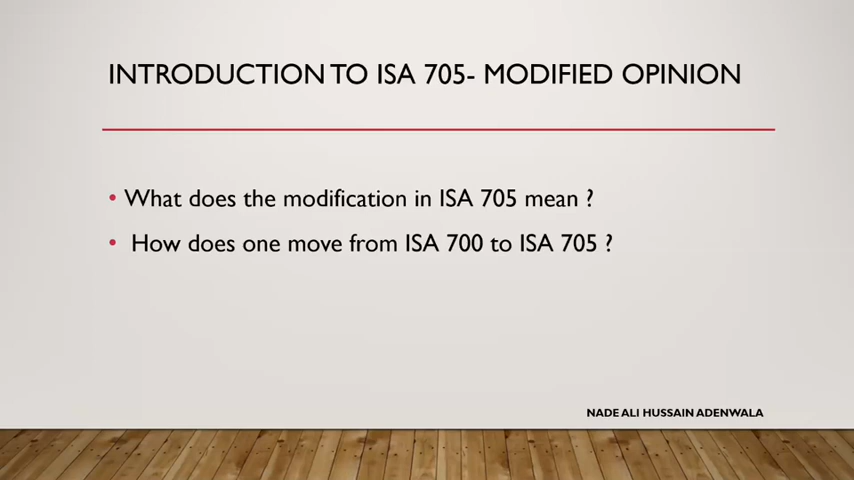 INTRODUCTION TO ISA 705- MODIFIED OPINION
• What does the modification in ISA 705 mean ?
• How does one move from ISA 700 to ISA 705 ?
NADE ALI HUSSAIN ADENWALA